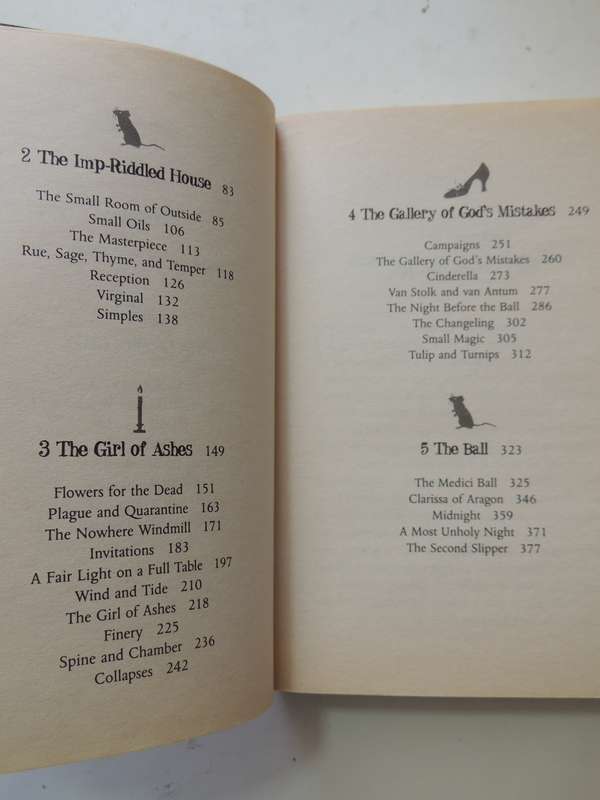 2 The Imp-Riddled House 83
The Small Room of Outside 85
Small Oils 106
The Masterpiece 113
Rue, Sage, Thyme, and Temper 118
Reception 126
Virginal 132
Simples 138
3 The Girl of Ashes 149
Flowers for the Dead 151
Plague and Quarantine 163
The Nowhere Windmill 171
Invitations 183
A Fair Light on a Full Table 197
Wind and Tide 210
The Girl of Ashes 218
Finery 225
Spine and Chamber 236
Collapses 242
4 The Gallery of God's Mistakes 249
Campaigns 251
The Gallery of God's Mistakes 260
Cinderella 273
Van Stolk and van Antum 277
The Night Before the Ball 286
The Changeling 302
Small Magic 305
Tulip and Turnips 312
5 The Ball 323
The Medici Ball 325
Clarissa of Aragon 346
Midnight 359
A Most Unholy Night 371
The Second Slipper 377